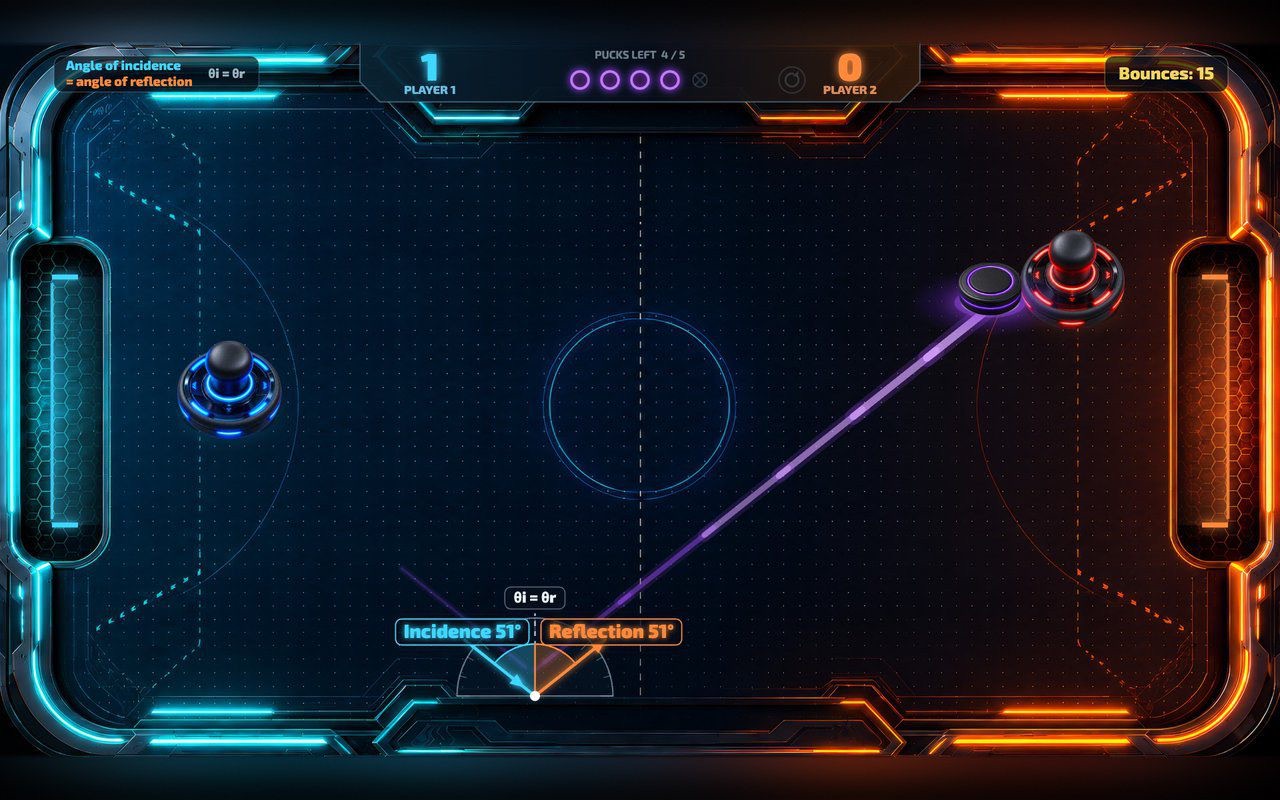 Angle of incidence
= angle of reflection
θi = θr
1
PLAYER 1
PUCKS LEFT 4 / 5
0
PLAYER 2
Bounces: 15
θi = θr
Incidence 51°
Reflection 51°